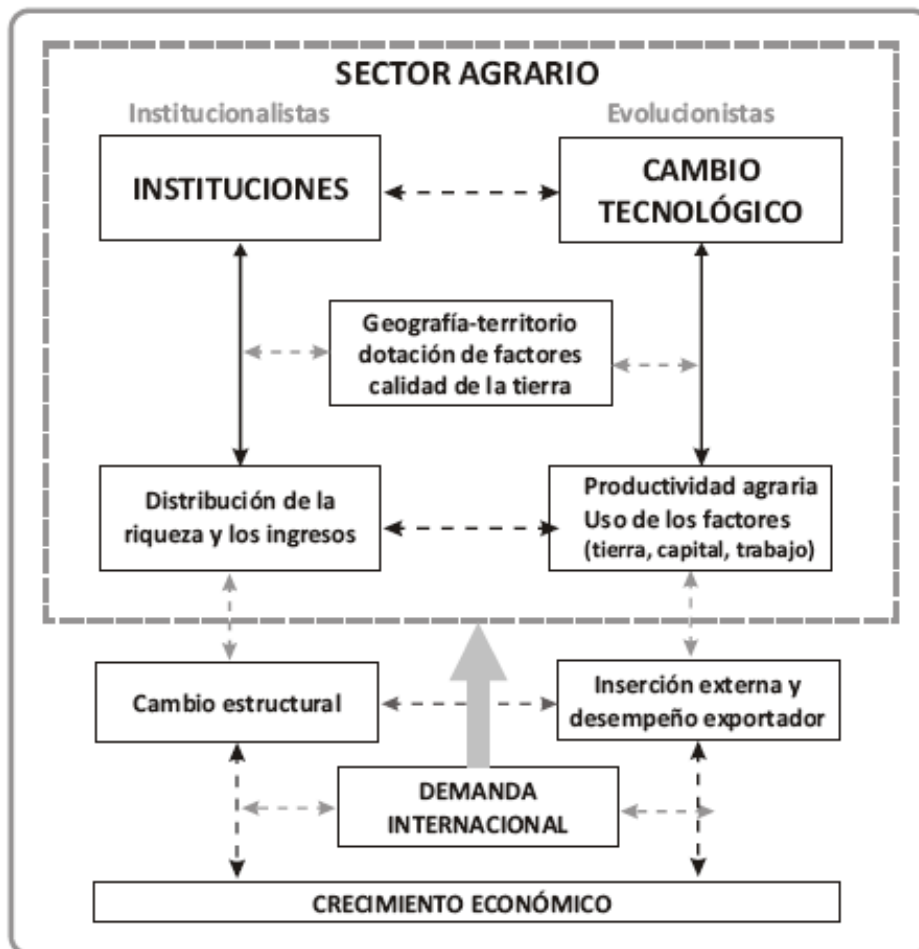 SECTOR AGRARIO
Institucionalistas
Evolucionistas
INSTITUCIONES
CAMBIO
TECNOLÓGICO
Geografía-territorio
dotación de factores
calidad de la tierra
Distribución de la
riqueza y los ingresos
Productividad agraria
Uso de los factores
(tierra, capital, trabajo)
Cambio estructural
Inserción externa y
desempeño exportador
DEMANDA
INTERNACIONAL
CRECIMIENTO ECONÓMICO